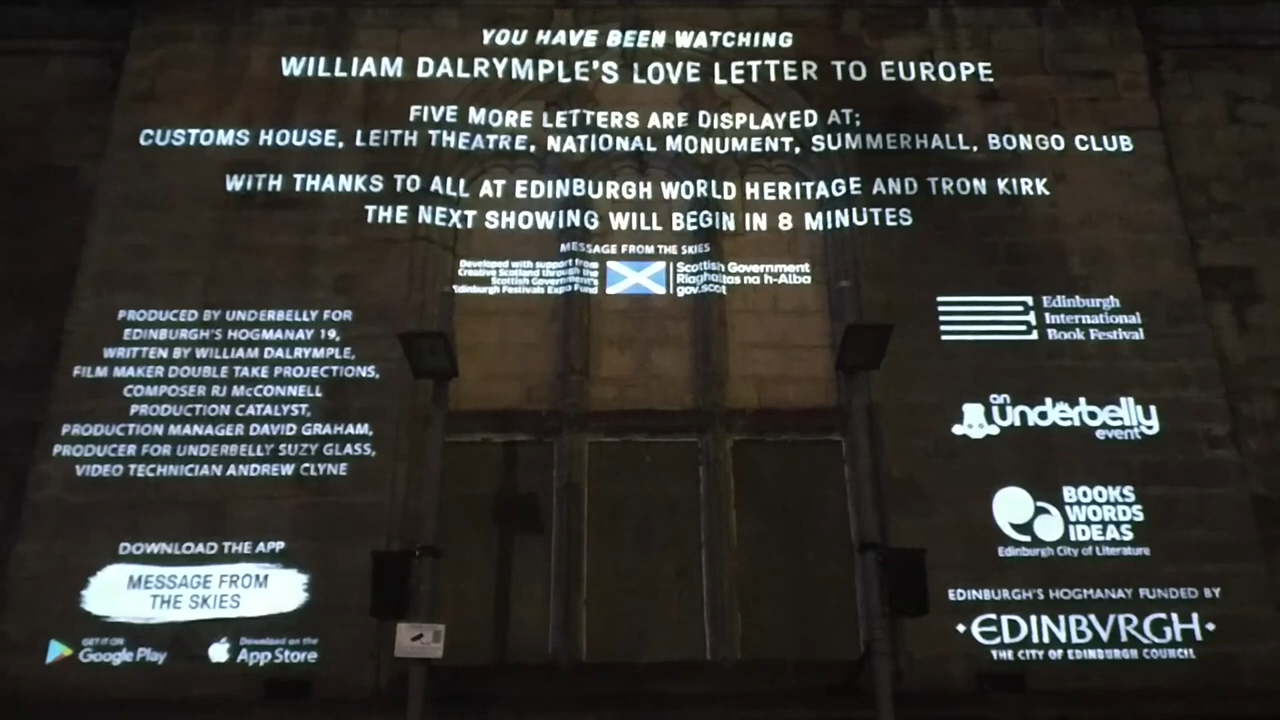 YOU HAVE BEEN WATCHING
WILLIAM DALRYMPLE'S LOVE LETTER TO EUROPE
FIVE MORE LETTERS ARE DISPLAYED AT;
CUSTOMS HOUSE, LEITH THEATRE, NATIONAL MONUMENT, SUMMERHALL, BONGO CLUB
WITH THANKS TO ALL AT EDINBURGH WORLD HERITAGE AND TRON KIRK
THE NEXT SHOWING WILL BEGIN IN 8 MINUTES
MESSAGE FROM THE SKIES
Developed with support from
Creative Scotland through the
Scottish Government's
Edinburgh Festivals Expo Fund
Scottish Government
Riaghaltas na h-Alba
gov.scot
PRODUCED BY UNDERBELLY FOR
EDINBURGH'S HOGMANAY 19,
WRITTEN BY WILLIAM DALRYMPLE,
FILM MAKER DOUBLE TAKE PROJECTIONS,
COMPOSER RJ McCONNELL
PRODUCTION CATALYST,
PRODUCTION MANAGER DAVID GRAHAM,
PRODUCER FOR UNDERBELLY SUZY GLASS,
VIDEO TECHNICIAN ANDREW CLYNE
DOWNLOAD THE APP
MESSAGE FROM
THE SKIES
GET IT ON
Google Play
Download on the
App Store
Edinburgh
International
Book Festival
an
underbelly
event
BOOKS
WORDS
IDEAS
Edinburgh City of Literature
EDINBURGH'S HOGMANAY FUNDED BY
·EDINBVRGH·
THE CITY OF EDINBURGH COUNCIL